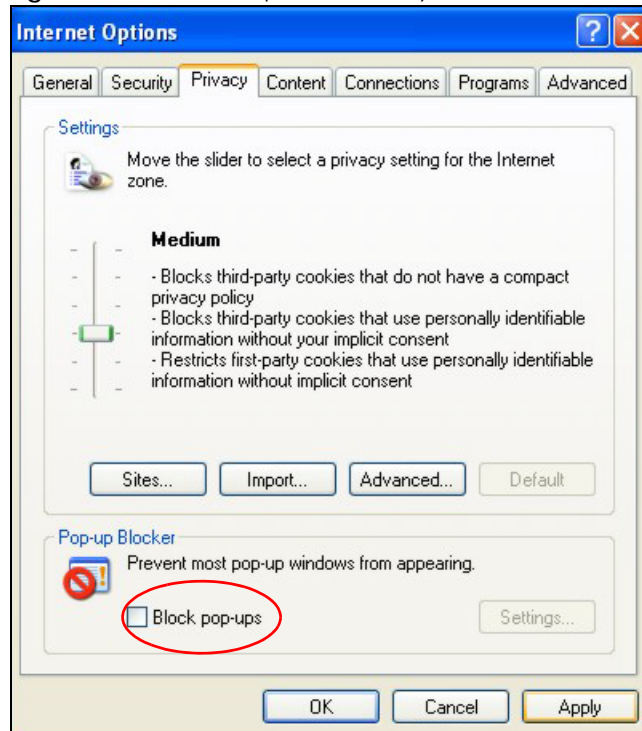 Internet Options
General Security Privacy Content Connections Programs Advanced
Settings
Move the slider to select a privacy setting for the Internet
zone.
Medium
- Blocks third-party cookies that do not have a compact
privacy policy
- Blocks third-party cookies that use personally identifiable
information without your implicit consent
- Restricts first-party cookies that use personally identifiable
information without implicit consent
Sites... Import... Advanced... Default
Pop-up Blocker
Prevent most pop-up windows from appearing.
Block pop-ups Settings...
OK Cancel Apply